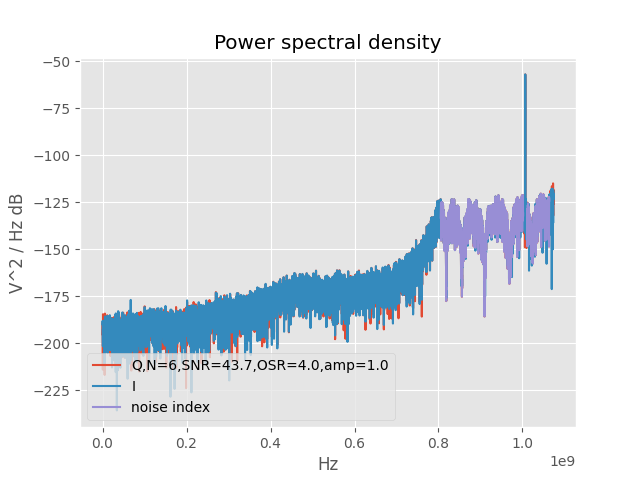 Power spectral density
V^2 / Hz dB
−50
−75
−100
−125
−150
−175
−200
−225
Q,N=6,SNR=43.7,OSR=4.0,amp=1.0
I
noise index
0.0 0.2 0.4 0.6 0.8 1.0
1e9
Hz